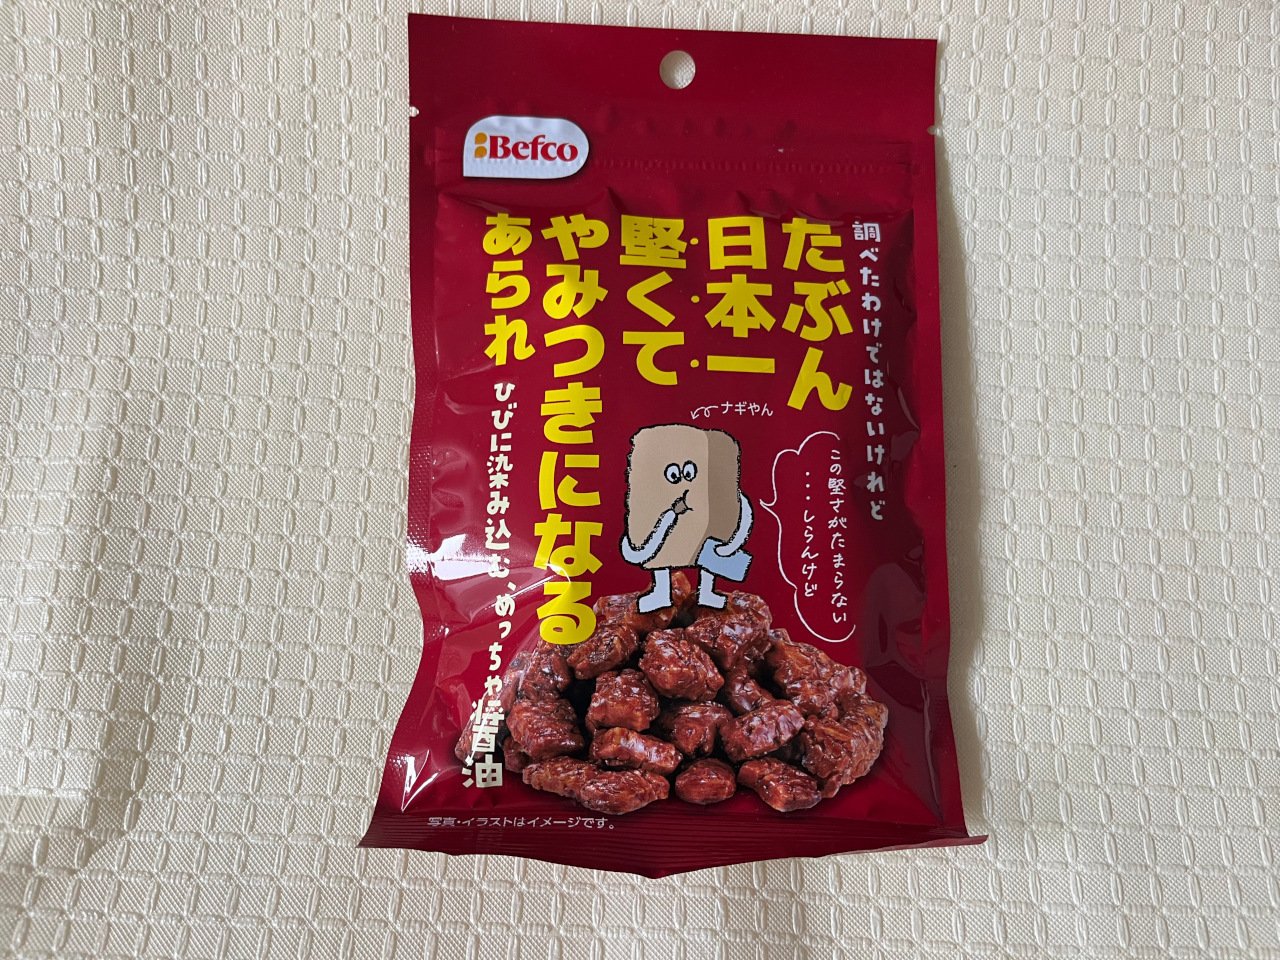 Befco
調べたわけではないけれど
たぶん
日本一
堅くて
やみつきになる
あられ
ひびに染み込む、めっちゃ醤油
ナギやん
この堅さがたまらない
・・・しらんけど
写真・イラストはイメージです。